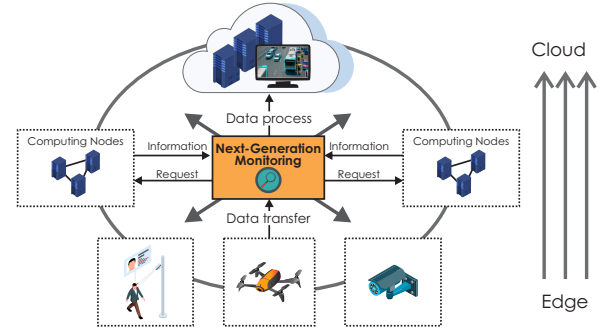 Cloud
Data process
Computing Nodes
Information
Request
Next-Generation
Monitoring
Information
Request
Computing Nodes
Data transfer
Edge